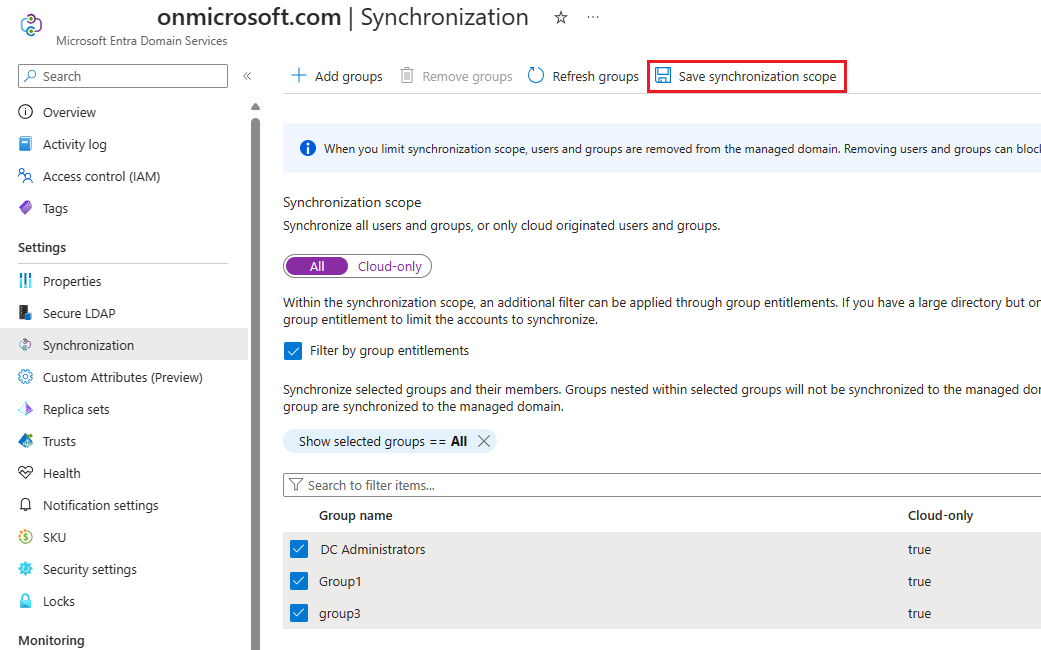 onmicrosoft.com | Synchronization
Microsoft Entra Domain Services
Search
Overview
Activity log
Access control (IAM)
Tags
Settings
Properties
Secure LDAP
Synchronization
Custom Attributes (Preview)
Replica sets
Trusts
Health
Notification settings
SKU
Security settings
Locks
Monitoring
Add groups Remove groups Refresh groups Save synchronization scope
When you limit synchronization scope, users and groups are removed from the managed domain. Removing users and groups can bloc
Synchronization scope
Synchronize all users and groups, or only cloud originated users and groups.
All Cloud-only
Within the synchronization scope, an additional filter can be applied through group entitlements. If you have a large directory but on
group entitlement to limit the accounts to synchronize.
Filter by group entitlements
Synchronize selected groups and their members. Groups nested within selected groups will not be synchronized to the managed dor
group are synchronized to the managed domain.
Show selected groups == All
Search to filter items...
Group name Cloud-only
DC Administrators true
Group1 true
group3 true